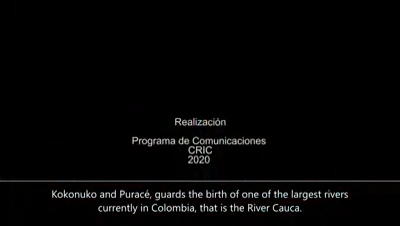 Realización
Programa de Comunicaciones
CRIC
2020
Kokonuko and Puracé, guards the birth of one of the largest rivers
currently in Colombia, that is the River Cauca.